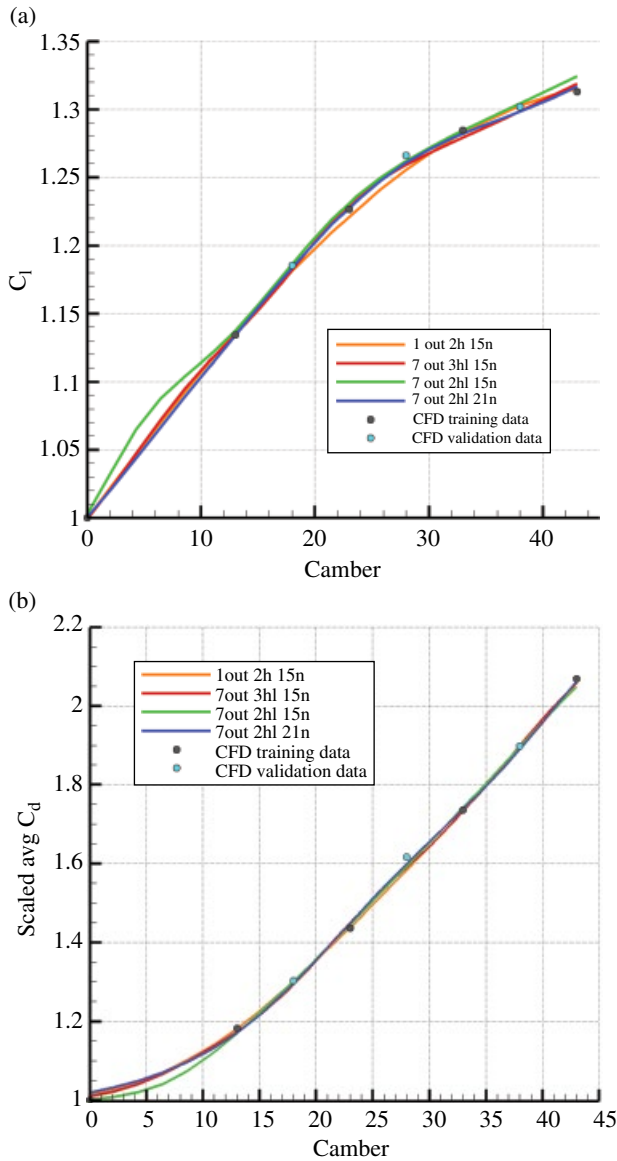 (a)
1.35
1.3
1.25
1.2
1.15
1.1
1.05
1
C_l
0 10 20 30 40
Camber
1 out 2h 15n
7 out 3hl 15n
7 out 2hl 15n
7 out 2hl 21n
CFD training data
CFD validation data
(b)
2.2
2
1.8
1.6
1.4
1.2
1
Scaled avg C_d
0 5 10 15 20 25 30 35 40 45
Camber
1out 2h 15n
7out 3hl 15n
7out 2hl 15n
7out 2hl 21n
CFD training data
CFD validation data